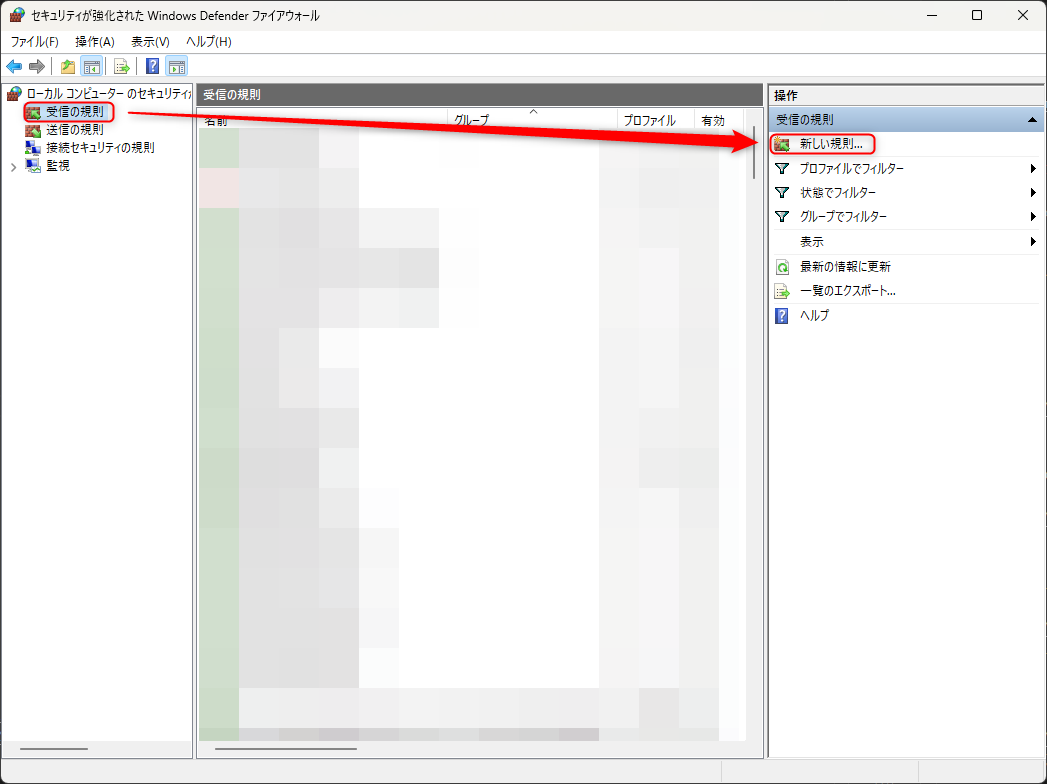 セキュリティが強化された Windows Defender ファイアウォール
ファイル(F) 操作(A) 表示(V) ヘルプ(H)
ローカル コンピューター のセキュリティが
受信の規則
送信の規則
接続セキュリティの規則
監視
受信の規則
名前 グループ プロファイル 有効
操作
受信の規則
新しい規則...
プロファイルでフィルター
状態でフィルター
グループでフィルター
表示
最新の情報に更新
一覧のエクスポート...
ヘルプ